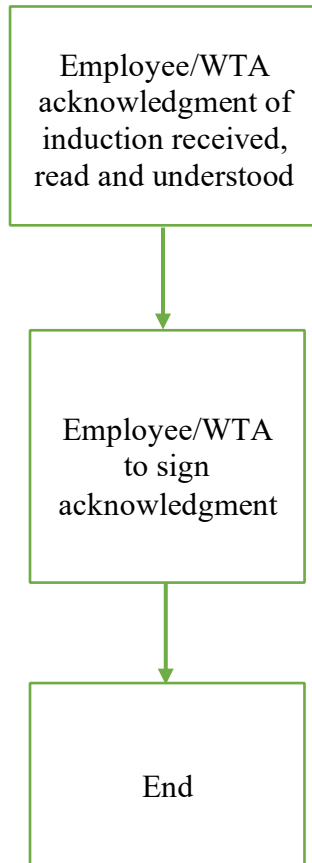 Employee/WTA
acknowledgment of
induction received,
read and understood
Employee/WTA
to sign
acknowledgment
End